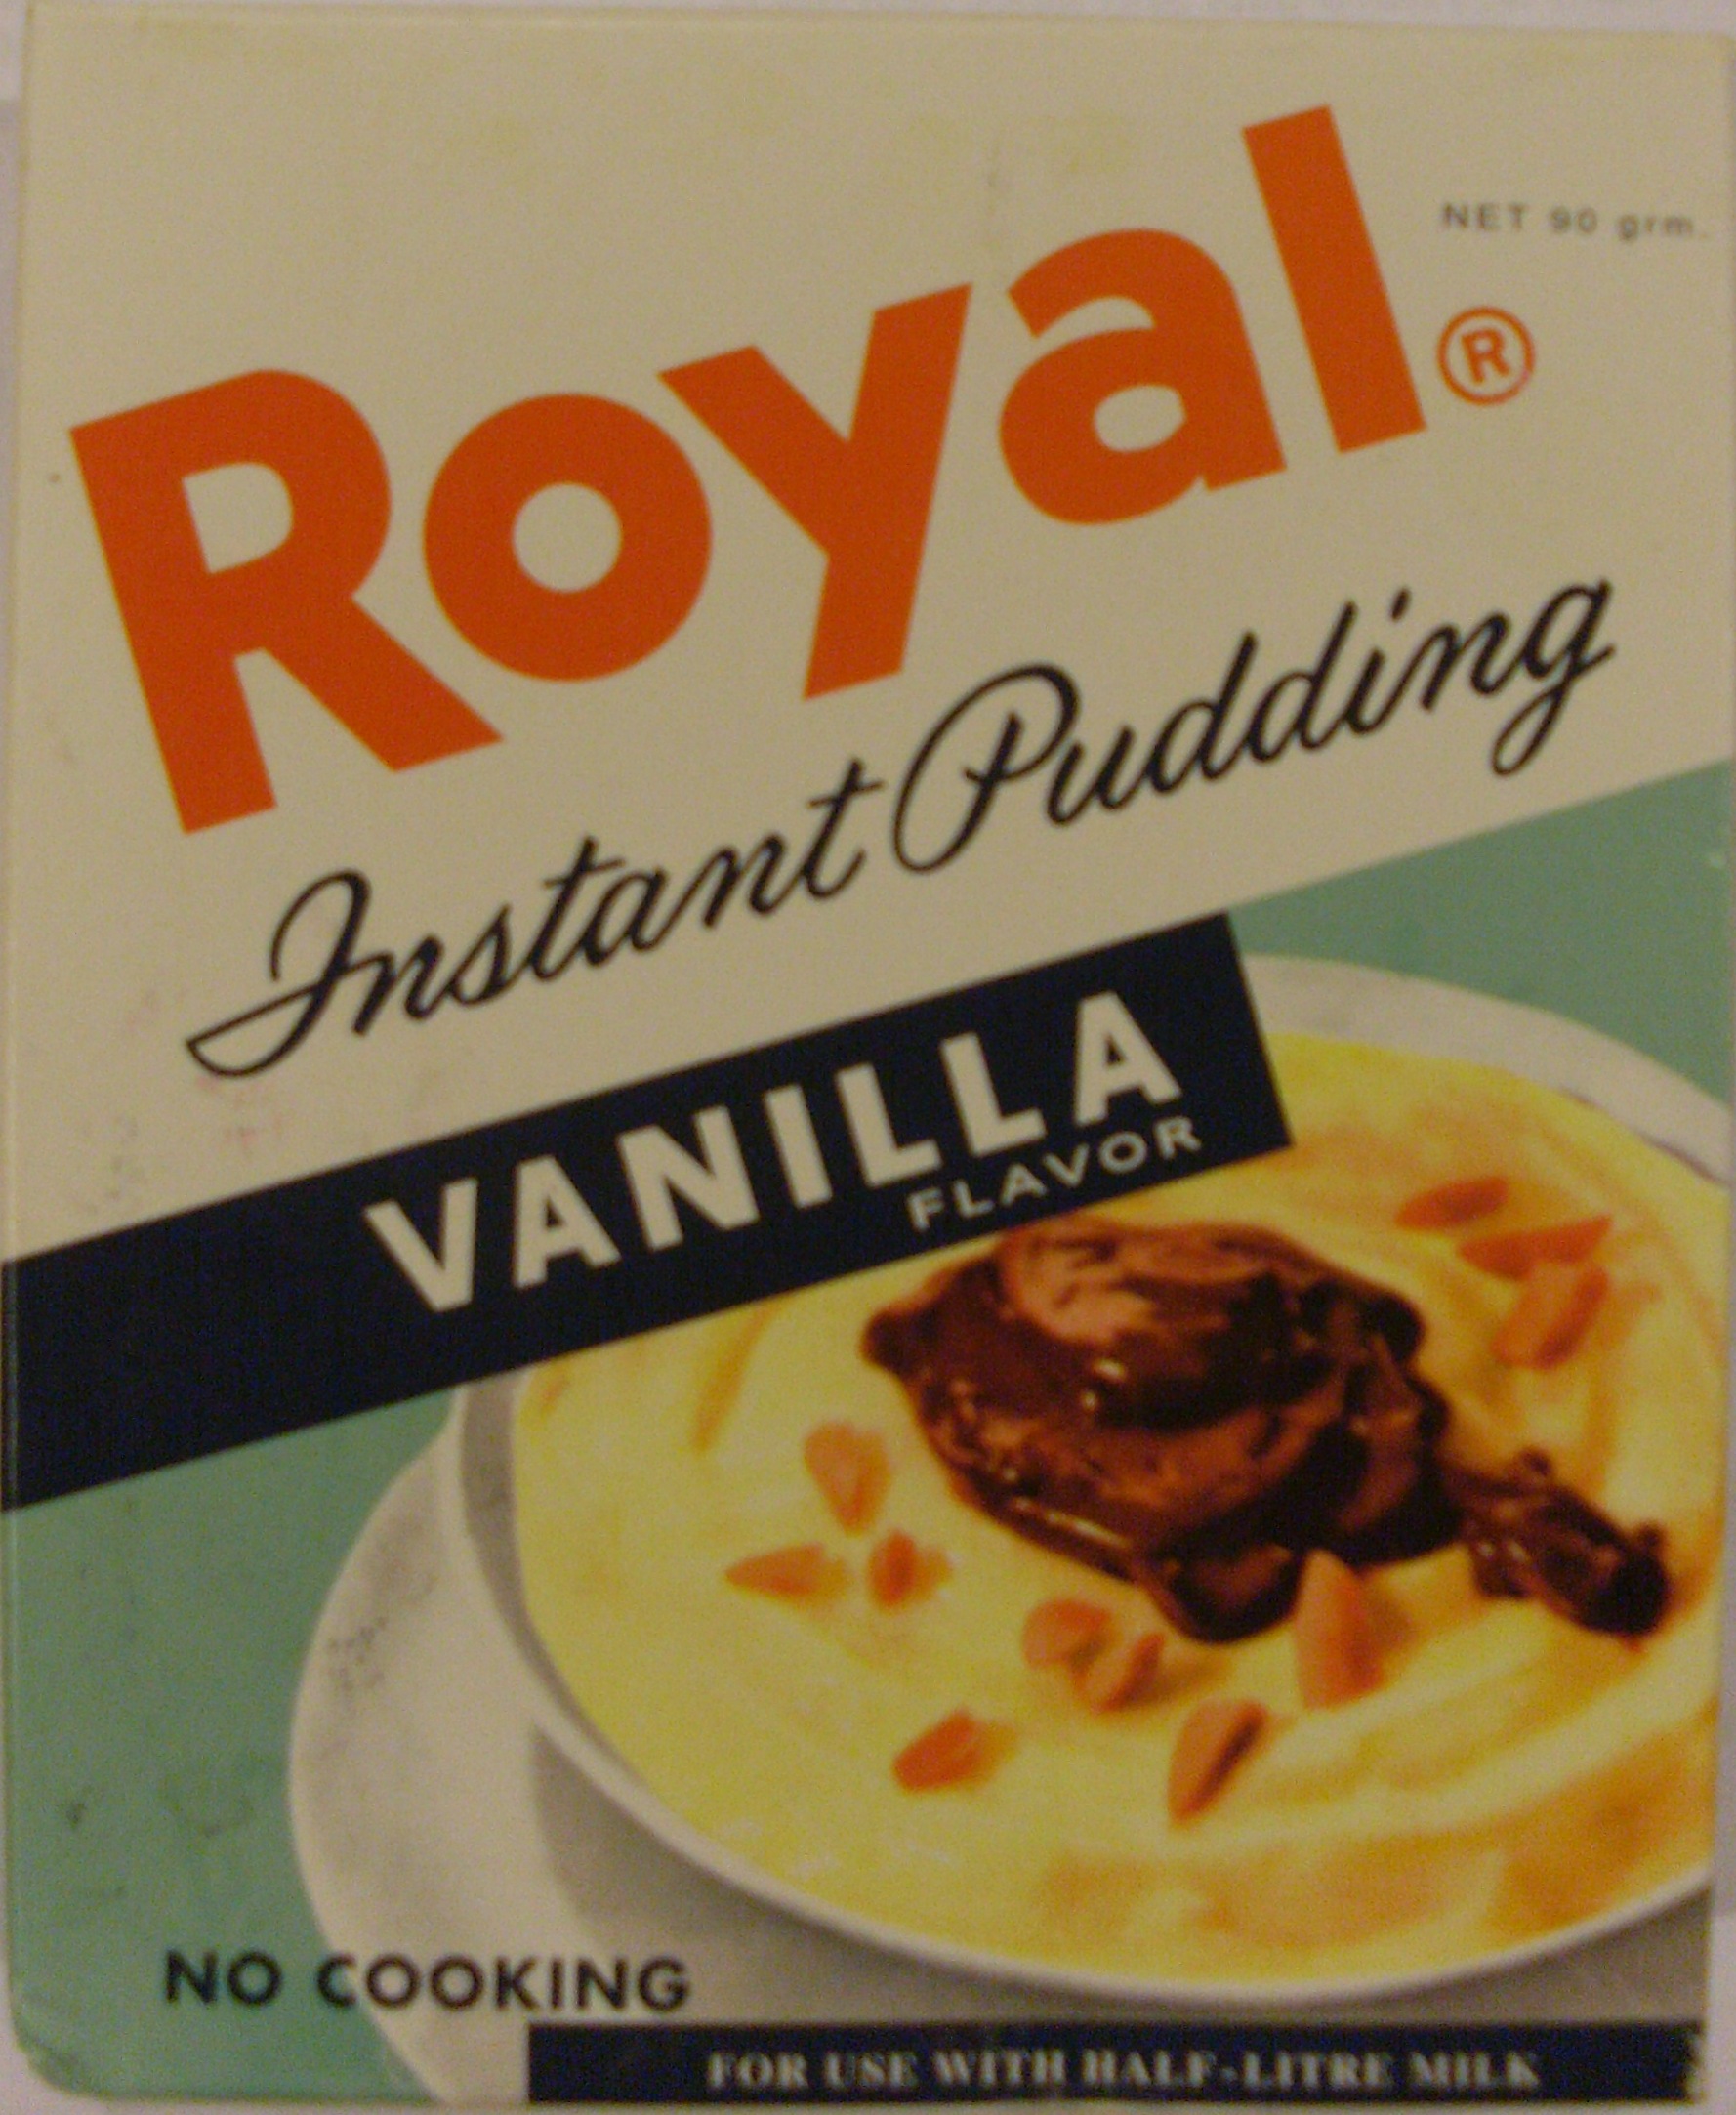 NET 90 grm.
Royal®
Instant Pudding
VANILLA
FLAVOR
NO COOKING
FOR USE WITH HALF-LITRE MILK